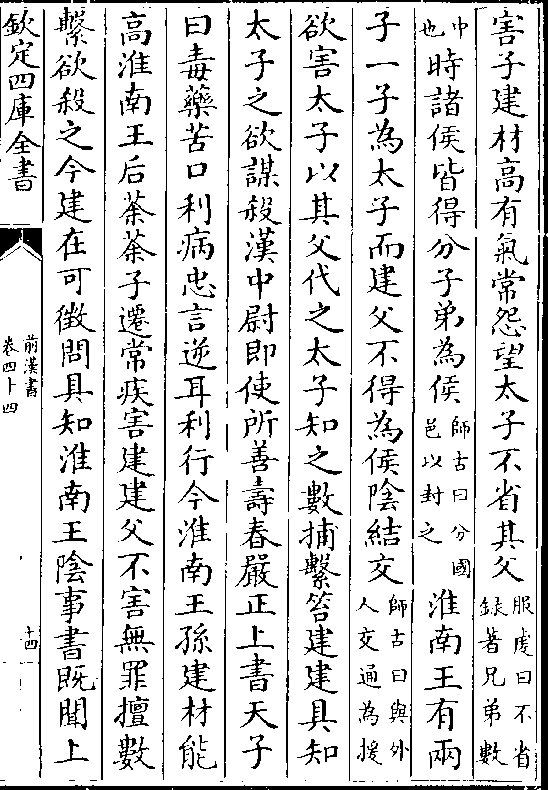 害子建材高有氣常怨望太子不省其父服虔曰不省錄著兄弟數
中也時諸侯皆得分子弟為侯師古曰分國邑以封之淮南王有兩
子一子為太子而建父不得為侯陰結交師古曰與外人交通為援
欲害太子以其父代之太子知之數捕繫笞建建具知
太子之欲謀殺漢中尉即使所善壽春嚴正上書天子
曰毒藥苦口利病忠言逆耳利行今淮南王孫建材能
高淮南王后荼荼子遷常疾害建建父不害無罪擅數
繫欲殺之今建在可徵問具知淮南王陰事書既聞上
欽定四庫全書
前漢書
卷四十四
十四